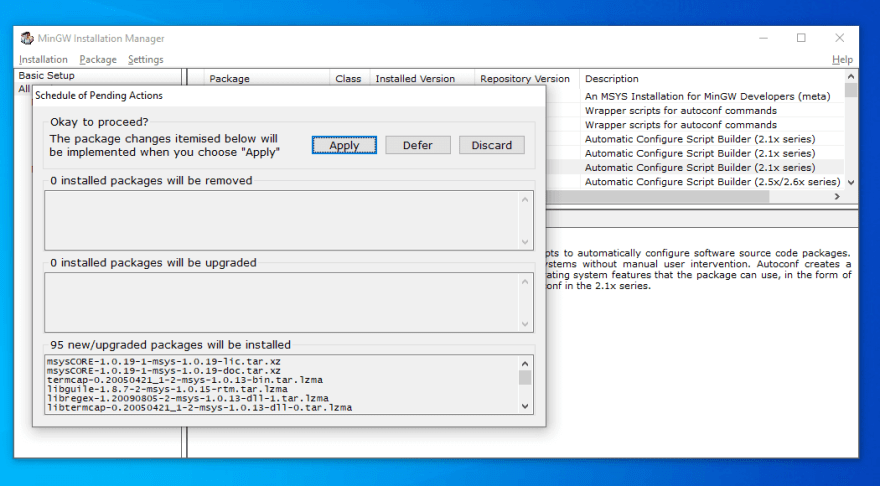 MinGW Installation Manager
Installation Package Settings Help
Basic Setup
All
Package Class Installed Version Repository Version Description
An MSYS Installation for MinGW Developers (meta)
Wrapper scripts for autoconf commands
Wrapper scripts for autoconf commands
Automatic Configure Script Builder (2.1x series)
Automatic Configure Script Builder (2.1x series)
Automatic Configure Script Builder (2.1x series)
Automatic Configure Script Builder (2.5x/2.6x series)
Schedule of Pending Actions
Okay to proceed?
The package changes itemised below will
be implemented when you choose "Apply"
Apply Defer Discard
0 installed packages will be removed
0 installed packages will be upgraded
95 new/upgraded packages will be installed
msysCORE-1.0.19-1-msys-1.0.19-lic.tar.xz
msysCORE-1.0.19-1-msys-1.0.19-doc.tar.xz
termcap-0.20050421_1-2-msys-1.0.13-bin.tar.lzma
libguile-1.8.7-2-msys-1.0.15-rtm.tar.lzma
libregex-1.20090805-2-msys-1.0.13-dll-1.tar.lzma
libtermcap-0.20050421_1-2-msys-1.0.13-dll-0.tar.lzma
to automatically configure software source code packages.
without manual user intervention. Autoconf creates a
system features that the package can use, in the form of
in the 2.1x series.